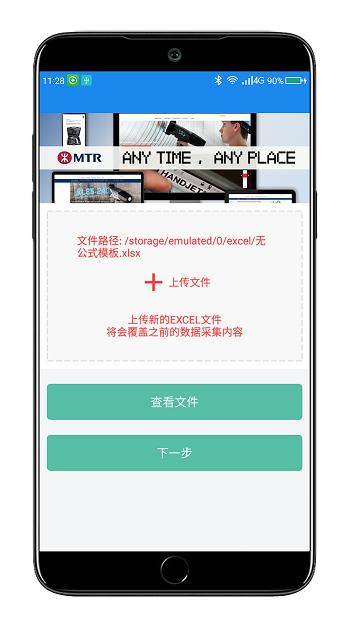 11:28
4G 90%
MTR ANY TIME , ANY PLACE
HANDJET
文件路径: /storage/emulated/0/excel/无
公式模板.xlsx
上传文件
上传新的EXCEL文件
将会覆盖之前的数据采集内容
查看文件
下一步